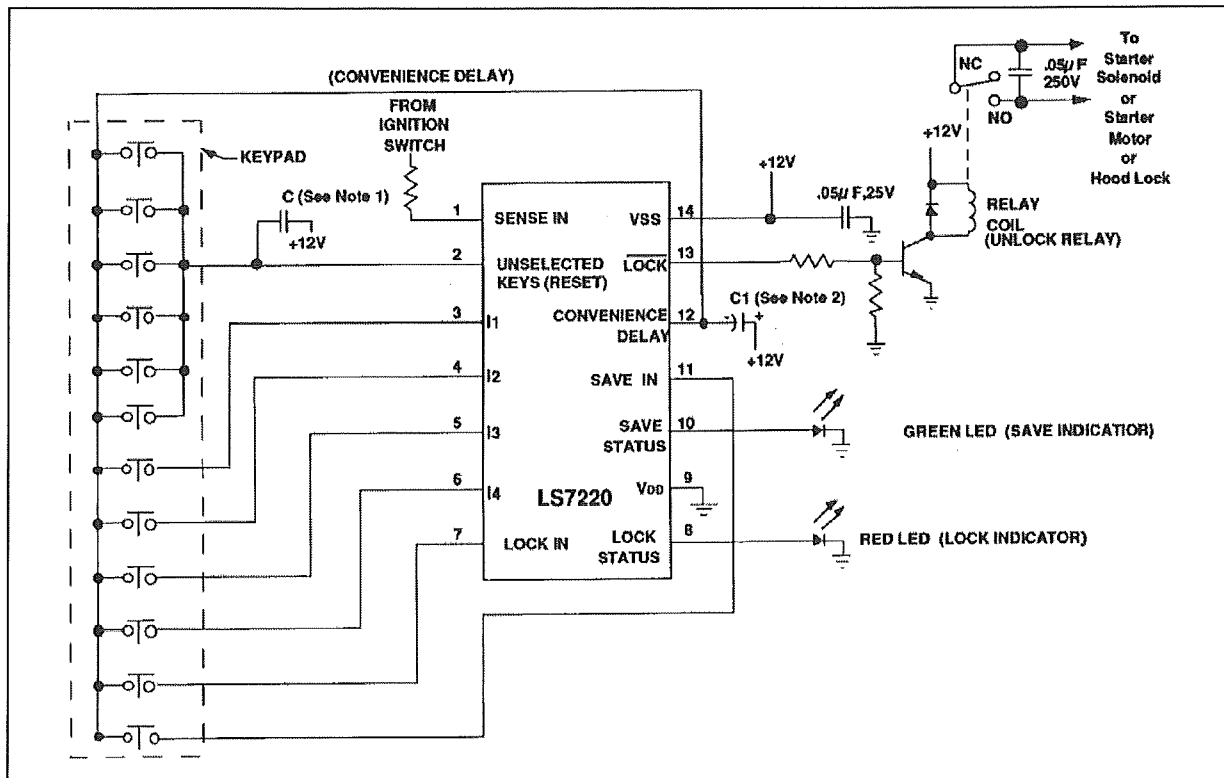 (CONVENIENCE DELAY)
FROM
IGNITION
SWITCH
KEYPAD
C (See Note 1)
+12V
1 SENSE IN
2 UNSELECTED
KEYS (RESET)
3 I1
4 I2
5 I3
6 I4
7 LOCK IN
LS7220
VSS 14
LOCK 13
CONVENIENCE 12
DELAY
SAVE IN 11
SAVE 10
STATUS
VDD 9
LOCK 8
STATUS
+12V
.05µF,25V
C1 (See Note 2)
- +
+12V
NC
NO
.05µF
250V
To
Starter
Solenoid
or
Starter
Motor
or
Hood Lock
+12V
RELAY
COIL
(UNLOCK RELAY)
GREEN LED (SAVE INDICATIOR)
RED LED (LOCK INDICATOR)